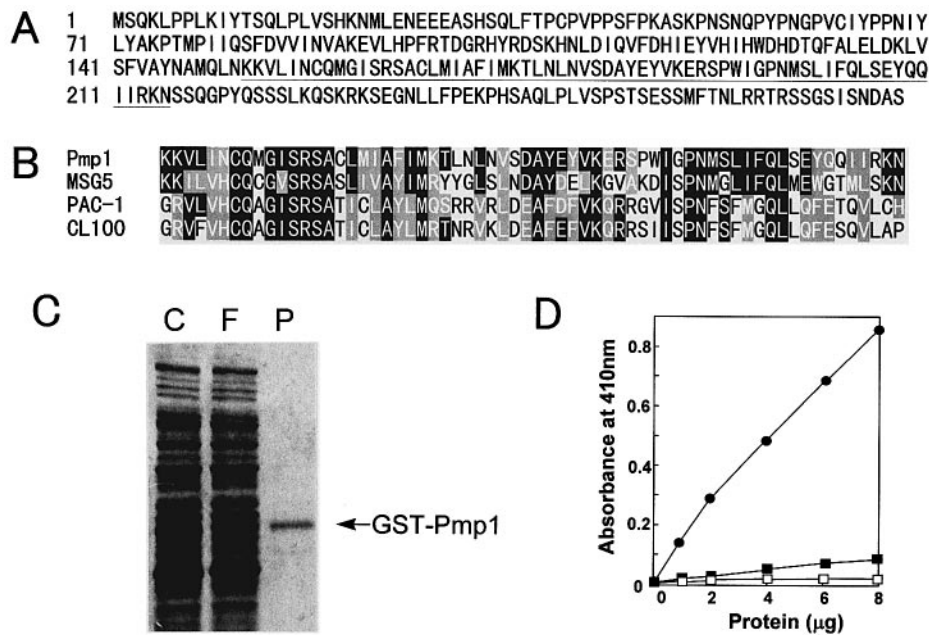 A
1 MSQKLPPLKIYTSQLPLVSHKNMLENEEEASHSQLFTPCPVPPSFPKASKPNSNQPYPNGPVCIYPPNIY
71 LYAKPTMPIIQSFDVVINVAKEVLHPFRTDGRHYRDSKHNLDIQVFDHIEYVHIHWDHDTQFALELDKLV
141 SFVAYNAMQLNKKVLINCQMGISRSACLMIAFIMKTLNLNVSDAYEYVKERSPWIGPNMSLIFQLSEYQQ
211 IIRKNSSQGPYQSSSLKQSKRKSEGNLLFPEKPHSAQLPLVSPSTSESSMFTNLRRTRSSGSISNDAS
B
Pmp1 KKVLINCQMGISRSACLMIAFIMKTLNLNVSDAYEYVKERSPWIGPNMSLIFQLSEYQQIIRKN
MSG5 KKILVHCQCGVSRSASLIVAYIMRYYGLSLNDAYDELKGVAKDISPNMGLIFQLMEWGTMLSKN
PAC-1 GRVLVHCQAGISRSATICLAYLMQSRRVRLDEAFDFVKQRRGVISPNFSFMGQLLQFETQVLCH
CL100 GRVFVHCQAGISRSATICLAYLMRTNRVKLDEAFEFVKQRRSIISPNFSFMGQLLQFESQVLAP
C
C F P
←GST-Pmp1
D
Absorbance at 410nm
0.8
0.6
0.4
0.2
0
0 2 4 6 8
Protein (μg)